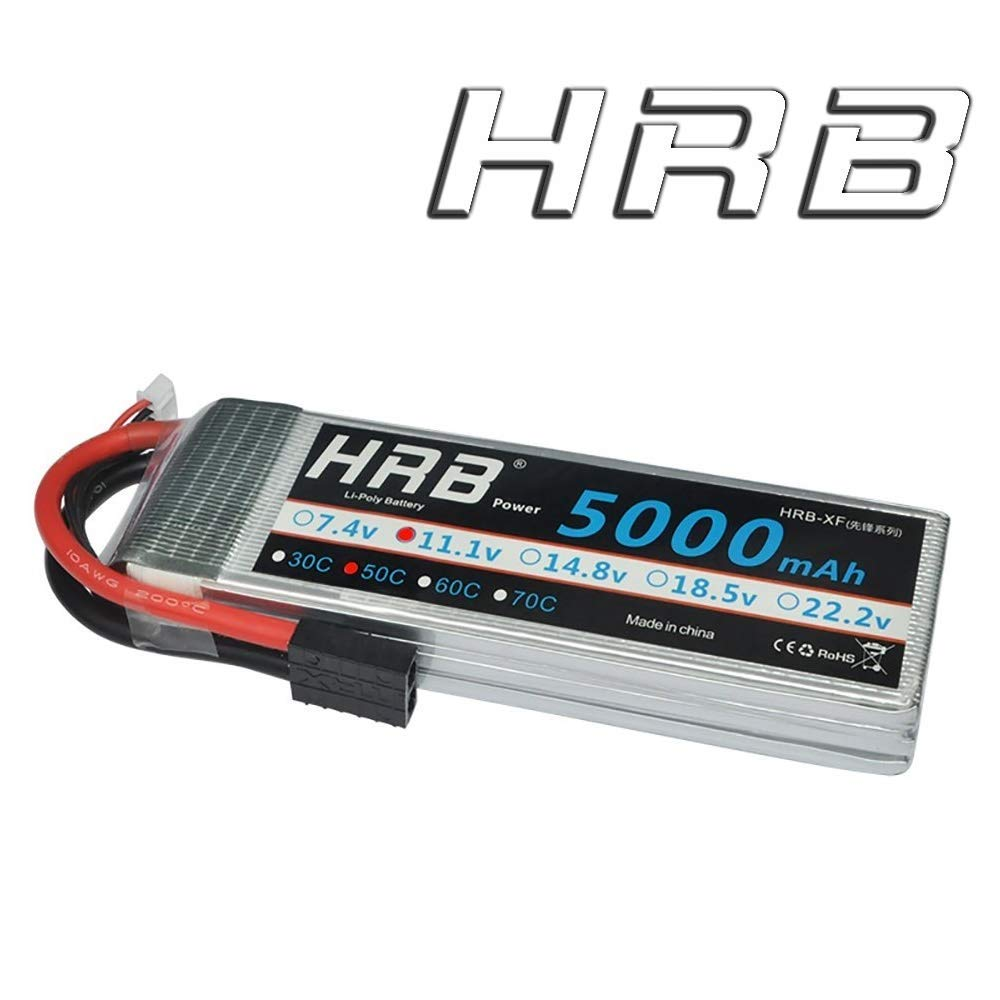 HRB
HRB®
Li-Poly Battery
Power
5000mAh
HRB-XF(先锋系列)
7.4v 11.1v 14.8v 18.5v 22.2v
30C 50C 60C 70C
Made in china
CE RoHS
10AWG 200°C